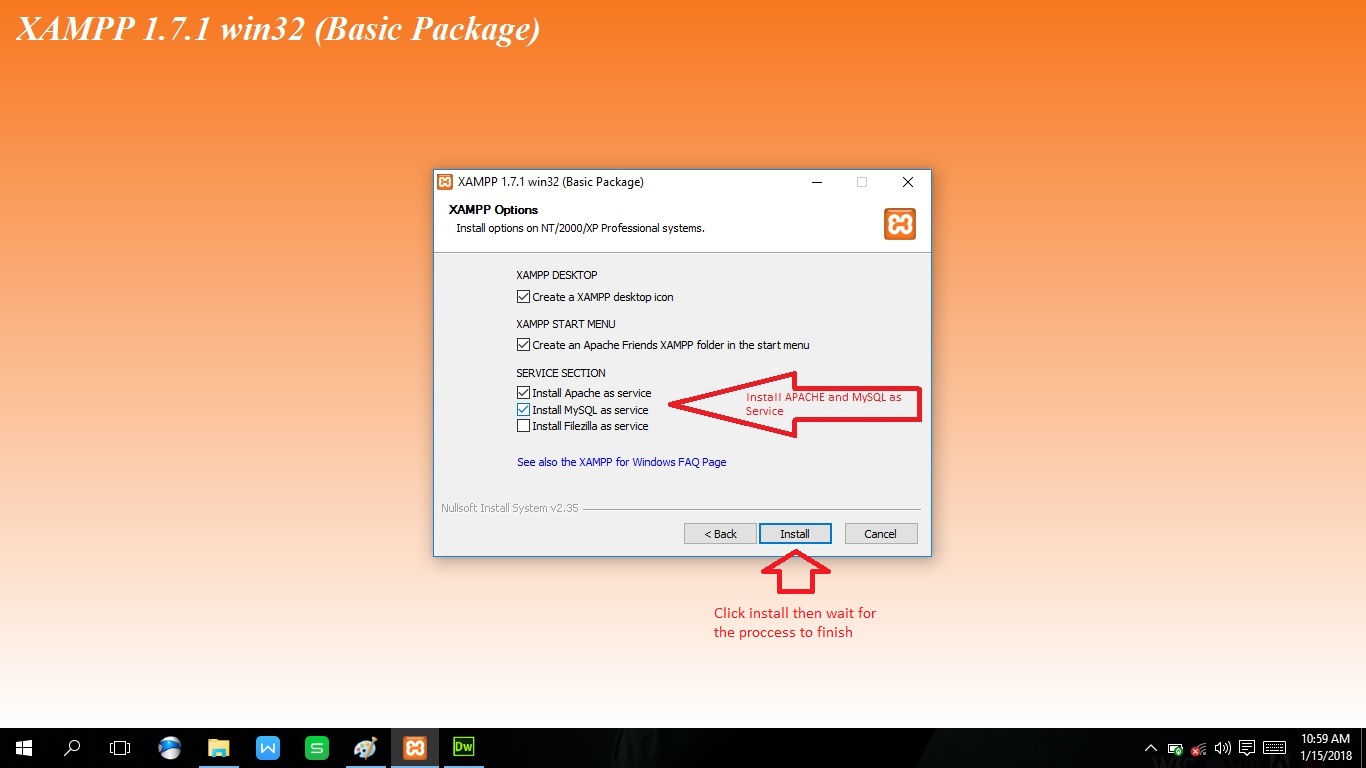 XAMPP 1.7.1 win32 (Basic Package)
XAMPP 1.7.1 win32 (Basic Package)
XAMPP Options
Install options on NT/2000/XP Professional systems.
XAMPP DESKTOP
Create a XAMPP desktop icon
XAMPP START MENU
Create an Apache Friends XAMPP folder in the start menu
SERVICE SECTION
Install Apache as service
Install MySQL as service
Install Filezilla as service
Install APACHE and MySQL as
Service
See also the XAMPP for Windows FAQ Page
Nullsoft Install System v2.35
< Back
Install
Cancel
Click install then wait for
the proccess to finish
W
S
Dw
10:59 AM
1/15/2018